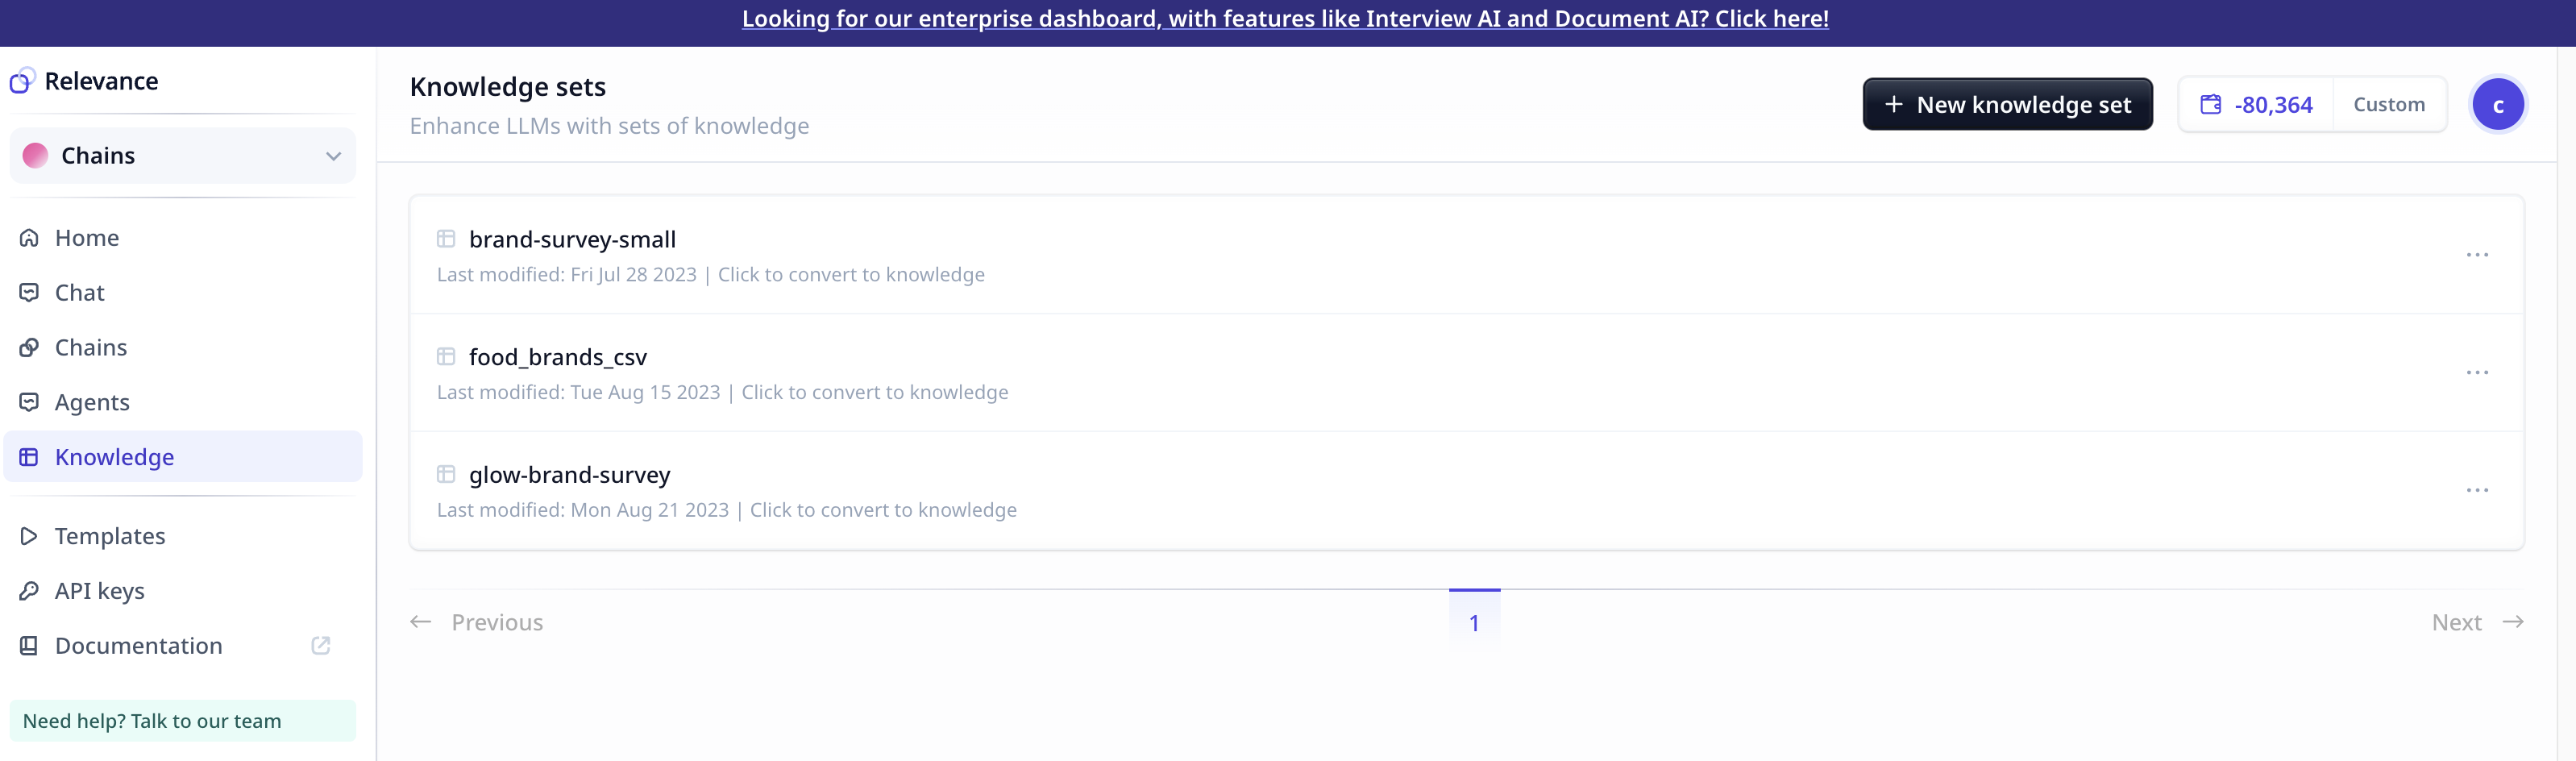 Looking for our enterprise dashboard, with features like Interview AI and Document AI? Click here!
Relevance
Chains
Home
Chat
Chains
Agents
Knowledge
Templates
API keys
Documentation
Need help? Talk to our team
Knowledge sets
Enhance LLMs with sets of knowledge
+ New knowledge set
-80,364
Custom
c
brand-survey-small
Last modified: Fri Jul 28 2023 | Click to convert to knowledge
food_brands_csv
Last modified: Tue Aug 15 2023 | Click to convert to knowledge
glow-brand-survey
Last modified: Mon Aug 21 2023 | Click to convert to knowledge
← Previous
1
Next →